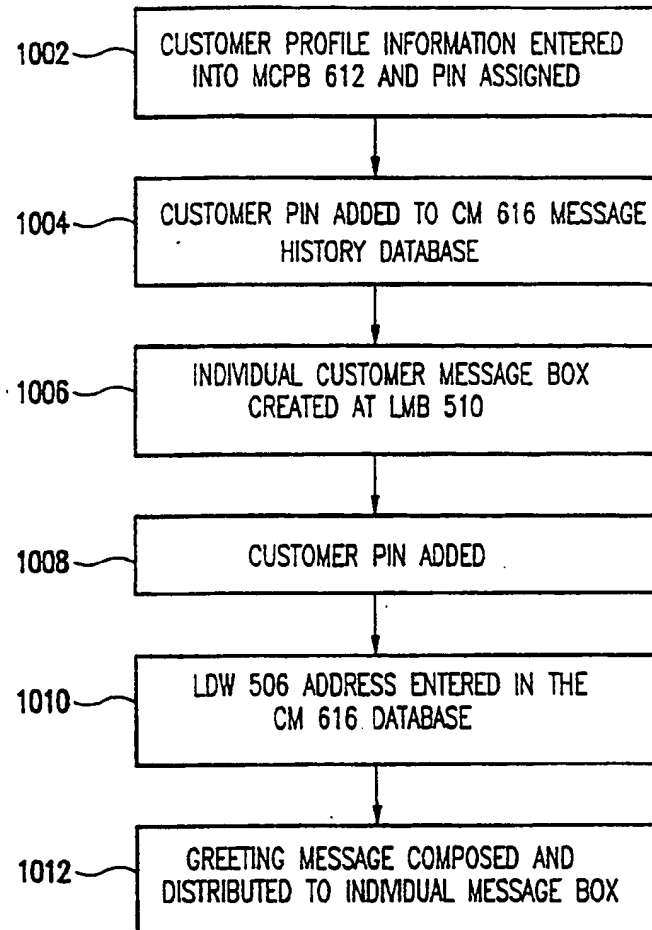 1002
CUSTOMER PROFILE INFORMATION ENTERED
INTO MCPB 612 AND PIN ASSIGNED
1004
CUSTOMER PIN ADDED TO CM 616 MESSAGE
HISTORY DATABASE
1006
INDIVIDUAL CUSTOMER MESSAGE BOX
CREATED AT LMB 510
1008
CUSTOMER PIN ADDED
1010
LDW 506 ADDRESS ENTERED IN THE
CM 616 DATABASE
1012
GREETING MESSAGE COMPOSED AND
DISTRIBUTED TO INDIVIDUAL MESSAGE BOX